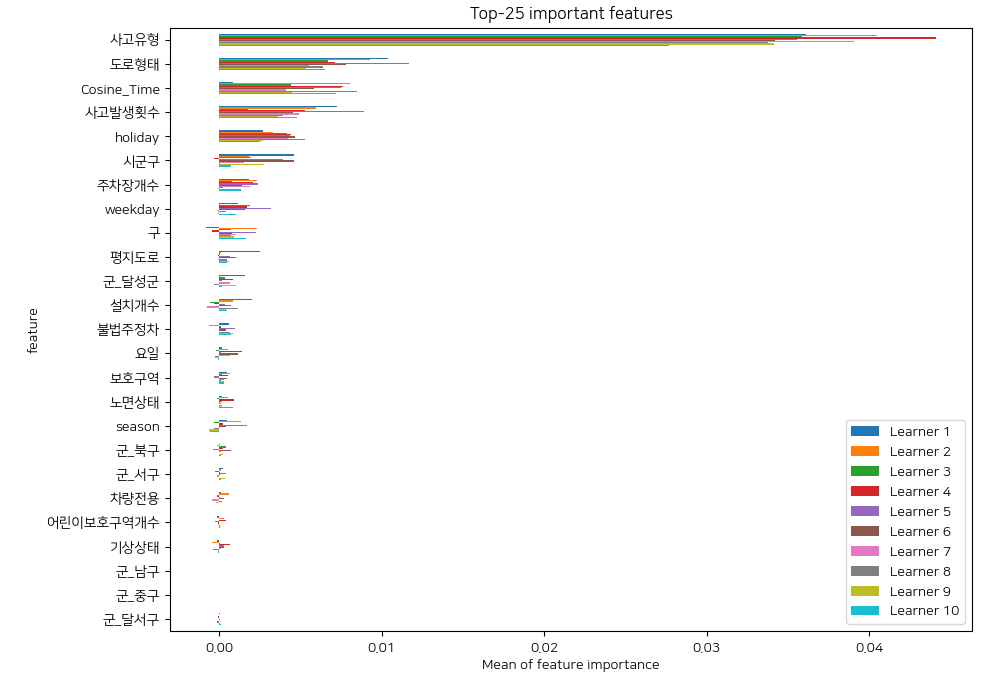 Top-25 important features
사고유형
도로형태
Cosine_Time
사고발생횟수
holiday
시군구
주차장개수
weekday
구
평지도로
군_달성군
설치개수
불법주정차
요일
보호구역
노면상태
season
군_북구
군_서구
차량전용
어린이보호구역개수
기상상태
군_남구
군_중구
군_달서구
feature
0.00 0.01 0.02 0.03 0.04
Mean of feature importance
Learner 1
Learner 2
Learner 3
Learner 4
Learner 5
Learner 6
Learner 7
Learner 8
Learner 9
Learner 10